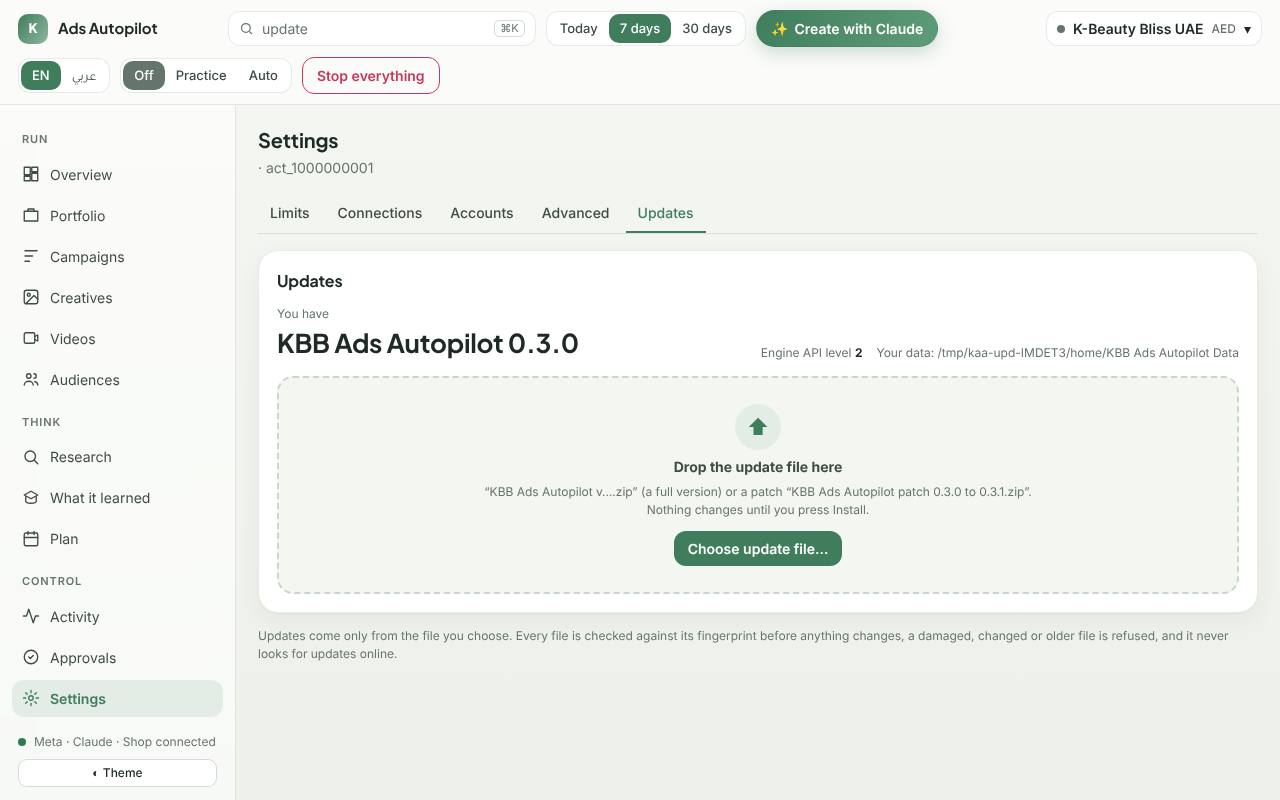 K
Ads Autopilot
update
⌘K
Today
7 days
30 days
✨ Create with Claude
K-Beauty Bliss UAE AED ▾
EN
عربي
Off
Practice
Auto
Stop everything
RUN
Overview
Portfolio
Campaigns
Creatives
Videos
Audiences
THINK
Research
What it learned
Plan
CONTROL
Activity
Approvals
Settings
Meta · Claude · Shop connected
Theme
Settings
· act_1000000001
Limits
Connections
Accounts
Advanced
Updates
Updates
You have
KBB Ads Autopilot 0.3.0
Engine API level 2 Your data: /tmp/kaa-upd-IMDET3/home/KBB Ads Autopilot Data
Drop the update file here
“KBB Ads Autopilot v….zip” (a full version) or a patch “KBB Ads Autopilot patch 0.3.0 to 0.3.1.zip”.
Nothing changes until you press Install.
Choose update file…
Updates come only from the file you choose. Every file is checked against its fingerprint before anything changes, a damaged, changed or older file is refused, and it never
looks for updates online.